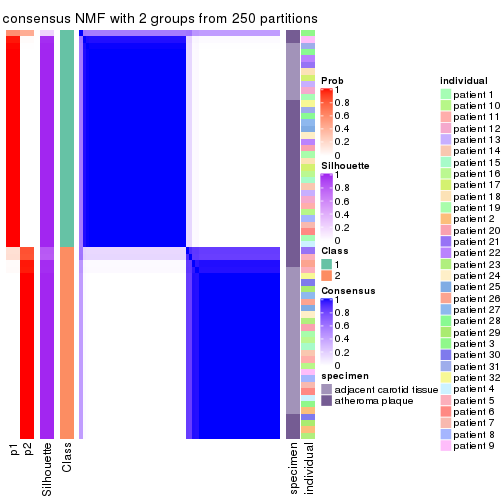 consensus NMF with 2 groups from 250 partitions
Prob
1
0.8
0.6
0.4
0.2
0
Silhouette
1
0.8
0.6
0.4
0.2
0
Class
1
2
Consensus
1
0.8
0.6
0.4
0.2
0
specimen
adjacent carotid tissue
atheroma plaque
individual
patient 1
patient 10
patient 11
patient 12
patient 13
patient 14
patient 15
patient 16
patient 17
patient 18
patient 19
patient 2
patient 20
patient 21
patient 22
patient 23
patient 24
patient 25
patient 26
patient 27
patient 28
patient 29
patient 3
patient 30
patient 31
patient 32
patient 4
patient 5
patient 6
patient 7
patient 8
patient 9
p1
p2
Silhouette
Class
specimen
individual